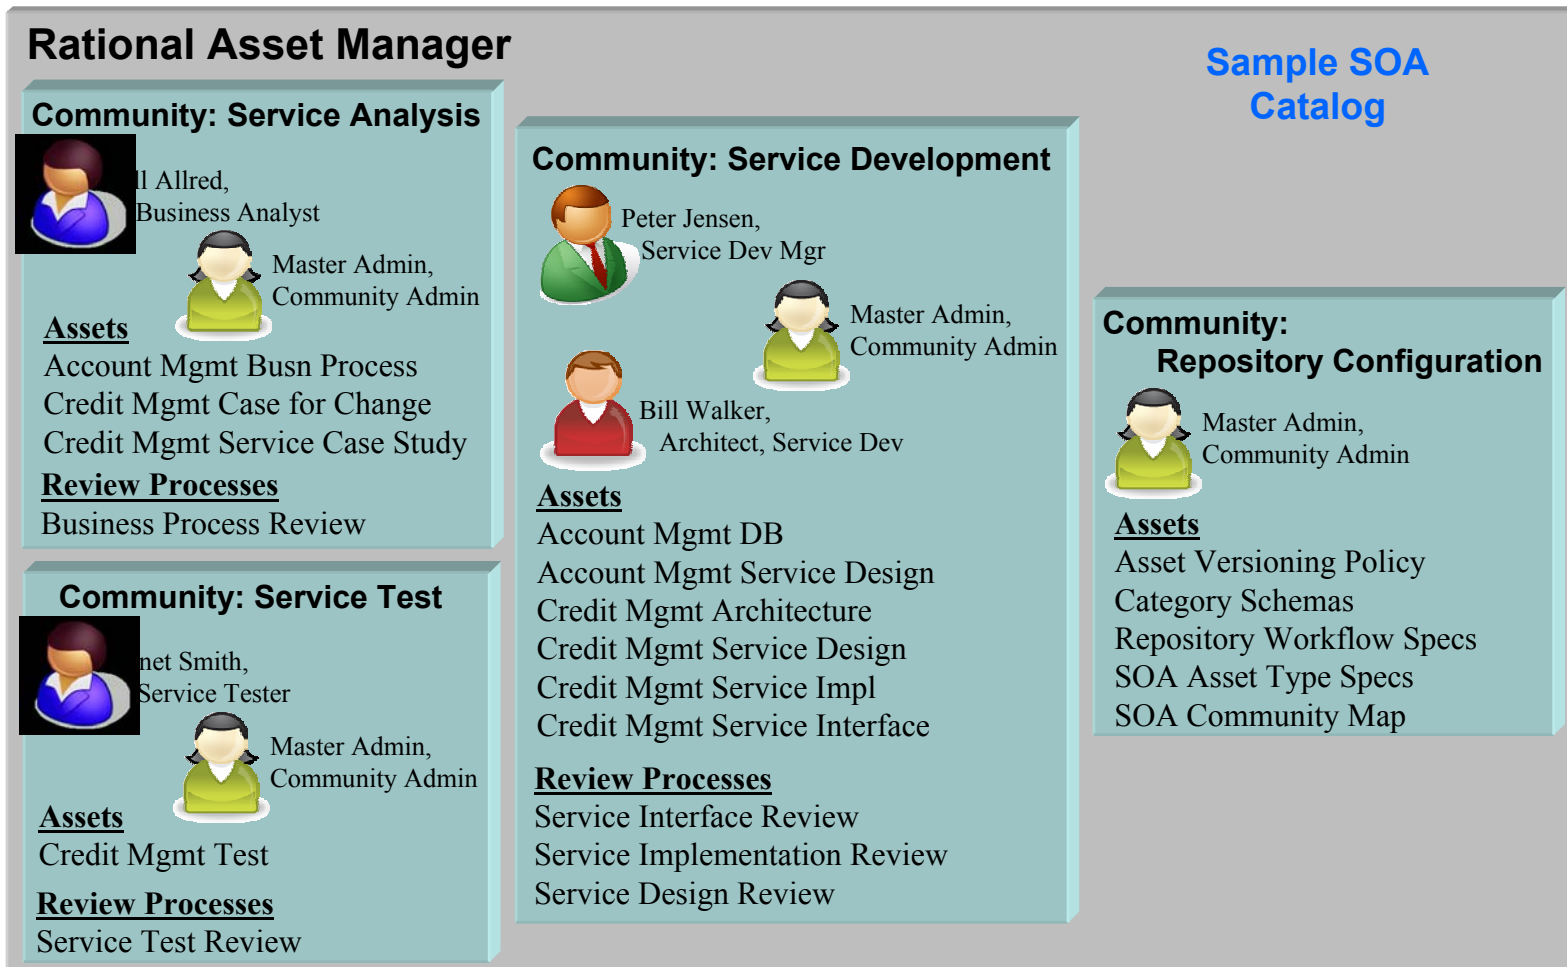 Rational Asset Manager
Sample SOA
Catalog
Community: Service Analysis
Allred,
Business Analyst
Master Admin,
Community Admin
Assets
Account Mgmt Busn Process
Credit Mgmt Case for Change
Credit Mgmt Service Case Study
Review Processes
Business Process Review
Community: Service Test
Smith,
Service Tester
Master Admin,
Community Admin
Assets
Credit Mgmt Test
Review Processes
Service Test Review
Community: Service Development
Peter Jensen,
Service Dev Mgr
Master Admin,
Community Admin
Bill Walker,
Architect, Service Dev
Assets
Account Mgmt DB
Account Mgmt Service Design
Credit Mgmt Architecture
Credit Mgmt Service Design
Credit Mgmt Service Impl
Credit Mgmt Service Interface
Review Processes
Service Interface Review
Service Implementation Review
Service Design Review
Community:
Repository Configuration
Master Admin,
Community Admin
Assets
Asset Versioning Policy
Category Schemas
Repository Workflow Specs
SOA Asset Type Specs
SOA Community Map